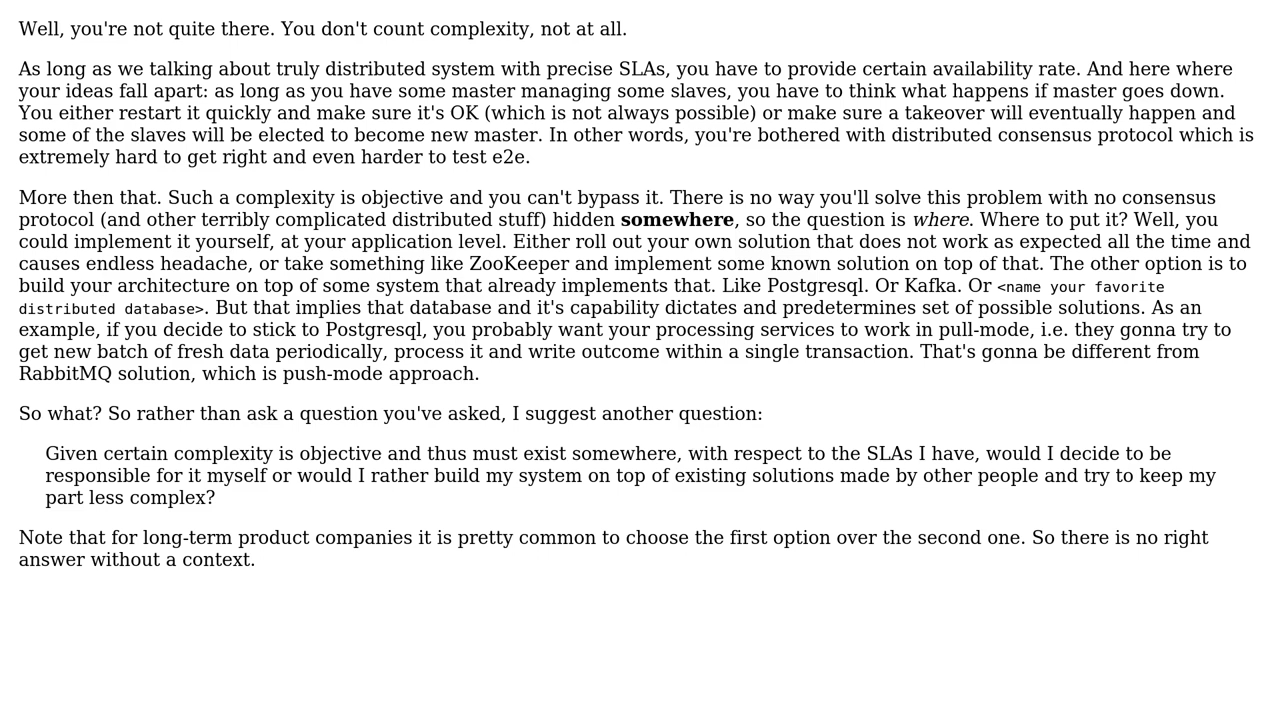 Well, you're not quite there. You don't count complexity, not at all.
As long as we talking about truly distributed system with precise SLAs, you have to provide certain availability rate. And here where
your ideas fall apart: as long as you have some master managing some slaves, you have to think what happens if master goes down.
You either restart it quickly and make sure it's OK (which is not always possible) or make sure a takeover will eventually happen and
some of the slaves will be elected to become new master. In other words, you're bothered with distributed consensus protocol which is
extremely hard to get right and even harder to test e2e.
More then that. Such a complexity is objective and you can't bypass it. There is no way you'll solve this problem with no consensus
protocol (and other terribly complicated distributed stuff) hidden somewhere, so the question is where. Where to put it? Well, you
could implement it yourself, at your application level. Either roll out your own solution that does not work as expected all the time and
causes endless headache, or take something like ZooKeeper and implement some known solution on top of that. The other option is to
build your architecture on top of some system that already implements that. Like Postgresql. Or Kafka. Or <name your favorite
distributed database>. But that implies that database and it's capability dictates and predetermines set of possible solutions. As an
example, if you decide to stick to Postgresql, you probably want your processing services to work in pull-mode, i.e. they gonna try to
get new batch of fresh data periodically, process it and write outcome within a single transaction. That's gonna be different from
RabbitMQ solution, which is push-mode approach.
So what? So rather than ask a question you've asked, I suggest another question:
Given certain complexity is objective and thus must exist somewhere, with respect to the SLAs I have, would I decide to be
responsible for it myself or would I rather build my system on top of existing solutions made by other people and try to keep my
part less complex?
Note that for long-term product companies it is pretty common to choose the first option over the second one. So there is no right
answer without a context.